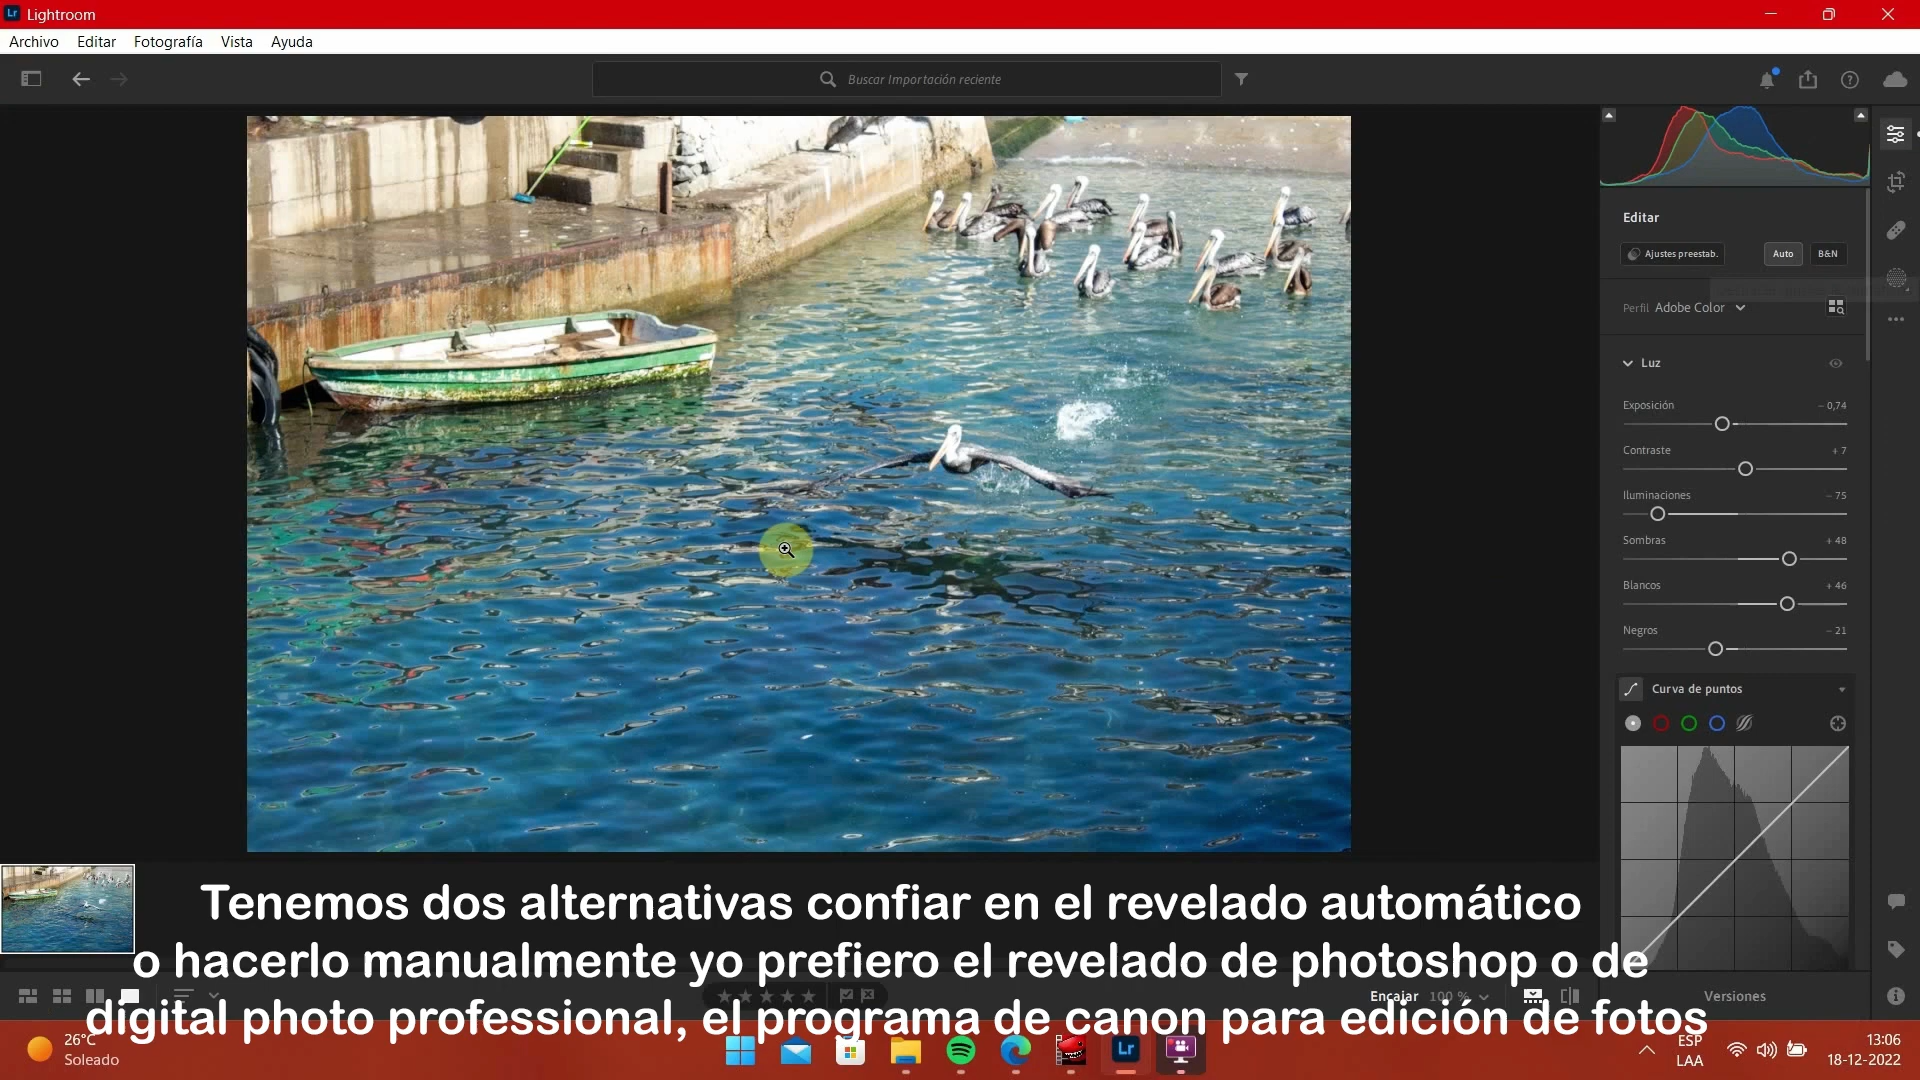 Lr Lightroom
Archivo Editar Fotografía Vista Ayuda
Buscar Importación reciente
Editar
Ajustes preestab. Auto B&N
Perfil Adobe Color
Luz
Exposición − 0,74
Contraste + 7
Iluminaciones − 75
Sombras + 48
Blancos + 46
Negros − 21
Curva de puntos
Tenemos dos alternativas confiar en el revelado automático
o hacerlo manualmente yo prefiero el revelado de photoshop o de
digital photo professional, el programa de canon para edición de fotos
Encajar 100 %
Versiones
26°C
Soleado
Lr
ESP
LAA
13:06
18-12-2022